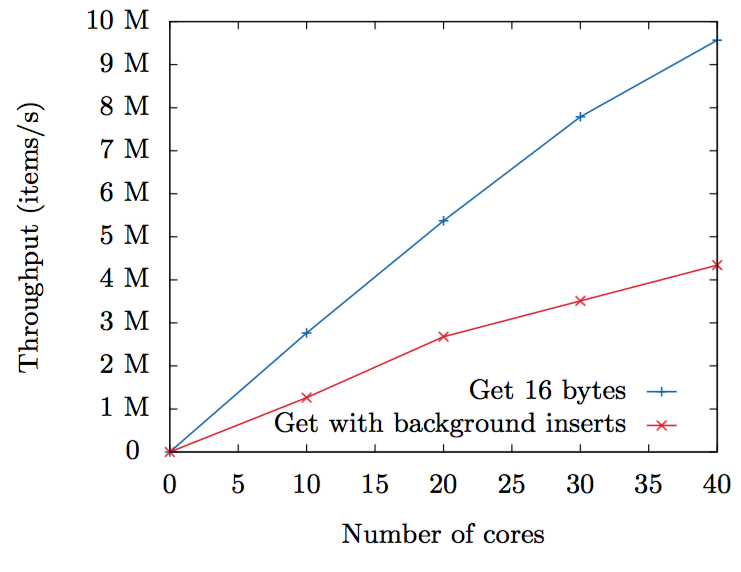 10 M
9 M
8 M
7 M
6 M
5 M
4 M
3 M
2 M
1 M
0
Throughput (items/s)
Get 16 bytes
Get with background inserts
0 5 10 15 20 25 30 35 40
Number of cores